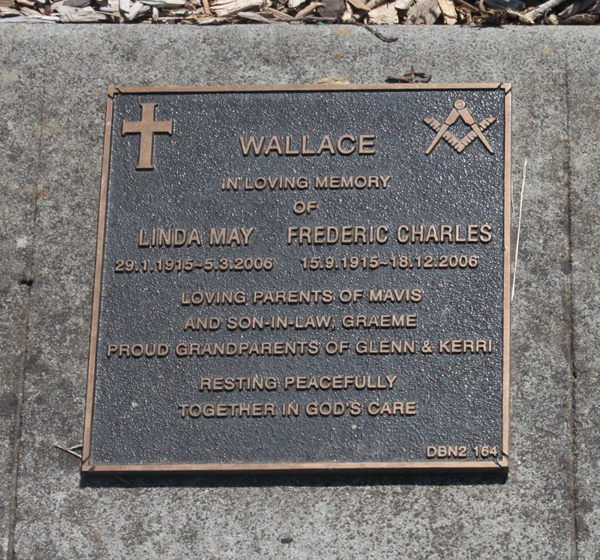 WALLACE
IN LOVING MEMORY
OF
LINDA MAY FREDERIC CHARLES
29.1.1915~5.3.2006 15.9.1915~18.12.2006
LOVING PARENTS OF MAVIS
AND SON-IN-LAW, GRAEME
PROUD GRANDPARENTS OF GLENN & KERRI
RESTING PEACEFULLY
TOGETHER IN GOD'S CARE
DBN2 164